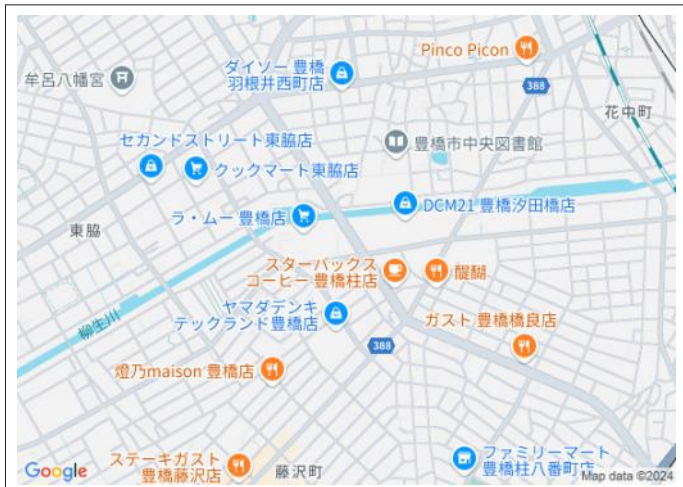 Pinco Picon
ダイソー 豊橋
羽根井西町店
牟呂八幡宮
388
花中町
セカンドストリート東脇店
豊橋市中央図書館
クックマート東脇店
DCM21 豊橋汐田橋店
ラ・ムー 豊橋店
東脇
スターバックス
コーヒー 豊橋柱店
醍醐
ヤマダデンキ
テックランド豊橋店
ガスト 豊橋橋良店
柳生川
388
燈乃maison 豊橋店
ステーキガスト
豊橋藤沢店
藤沢町
ファミリーマート
豊橋柱八番町店
Google
Map data ©2024